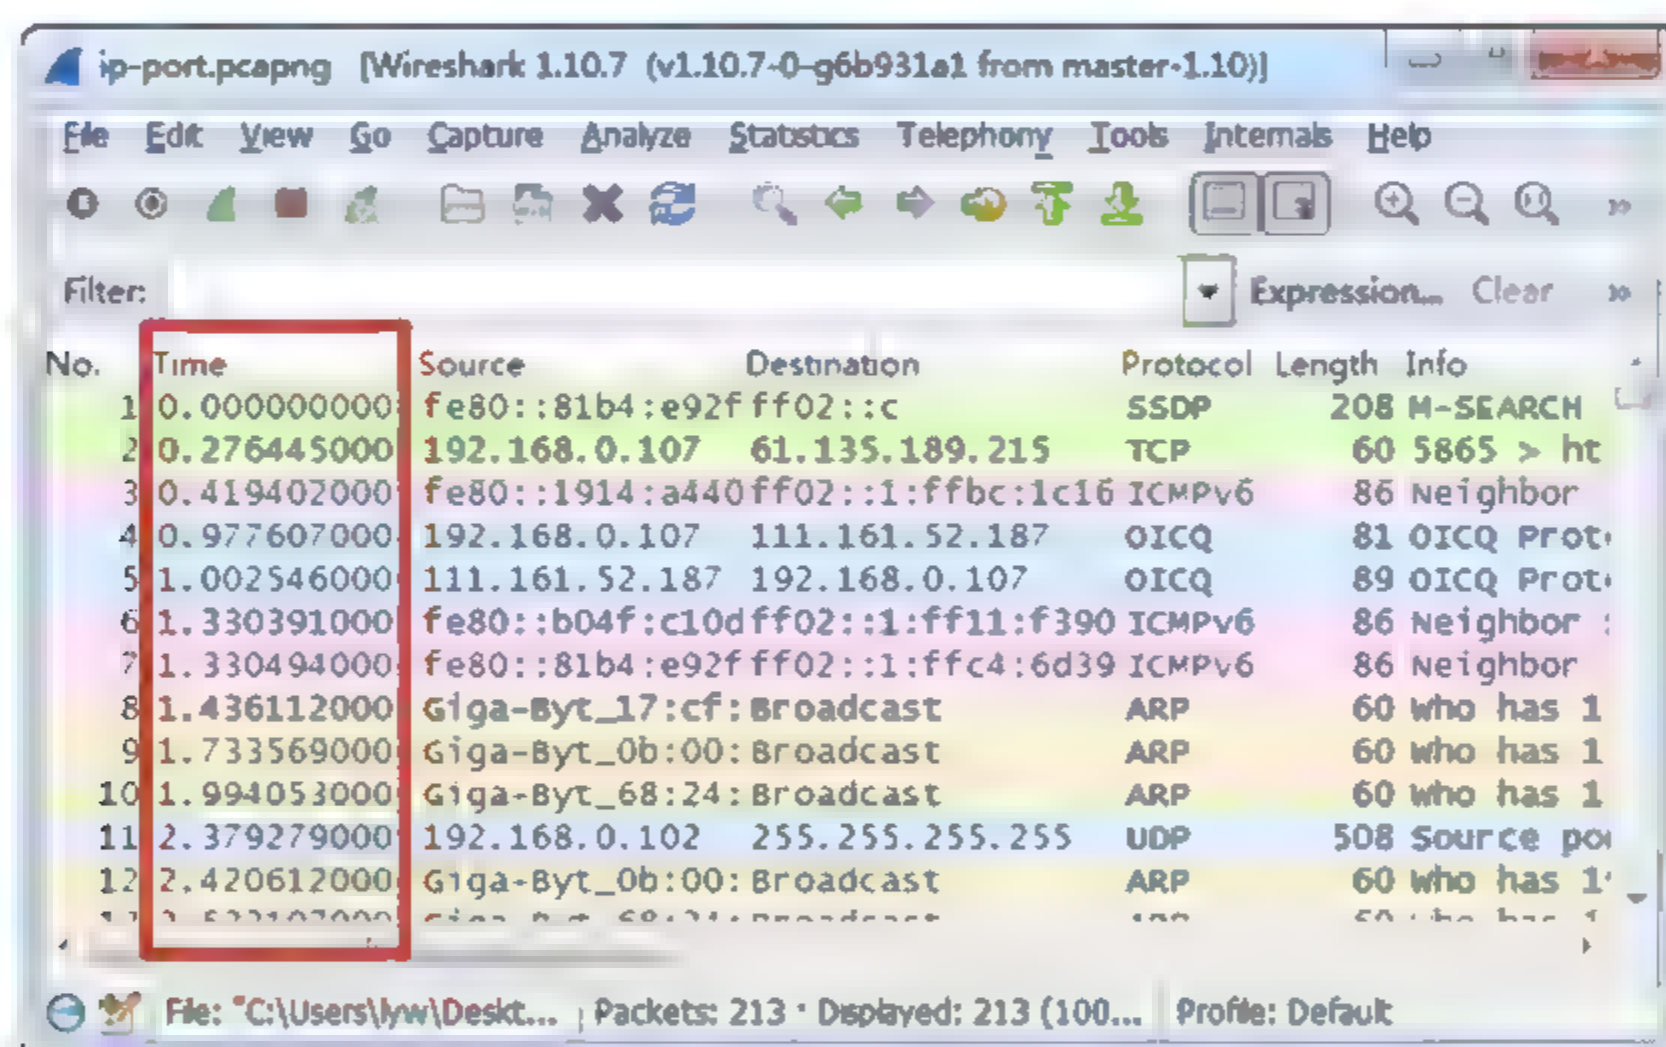 ip-port.pcapng [Wireshark 1.10.7 (v1.10.7-0-g6b931a1 from master-1.10)]
File Edit View Go Capture Analyze Statistics Telephony Tools Internals Help
Filter: Expression... Clear
No. Time Source Destination Protocol Length Info
1 0.000000000 fe80::81b4:e92f ff02::c SSDP 208 M-SEARCH
2 0.276445000 192.168.0.107 61.135.189.215 TCP 60 5865 > ht
3 0.419402000 fe80::1914:a440 ff02::1:ffbc:1c16 ICMPv6 86 Neighbor
4 0.977607000 192.168.0.107 111.161.52.187 OICQ 81 OICQ Prot
5 1.002546000 111.161.52.187 192.168.0.107 OICQ 89 OICQ Prot
6 1.330391000 fe80::b04f:c10d ff02::1:ff11:f390 ICMPv6 86 Neighbor
7 1.330494000 fe80::81b4:e92f ff02::1:ffc4:6d39 ICMPv6 86 Neighbor
8 1.436112000 Giga-Byt_17:cf: Broadcast ARP 60 who has 1
9 1.733569000 Giga-Byt_0b:00: Broadcast ARP 60 who has 1
10 1.994053000 Giga-Byt_68:24: Broadcast ARP 60 who has 1
11 2.379279000 192.168.0.102 255.255.255.255 UDP 508 Source po
12 2.420612000 Giga-Byt_0b:00: Broadcast ARP 60 who has 1
File: "C:\Users\lyw\Deskt... Packets: 213 · Displayed: 213 (100... Profile: Default